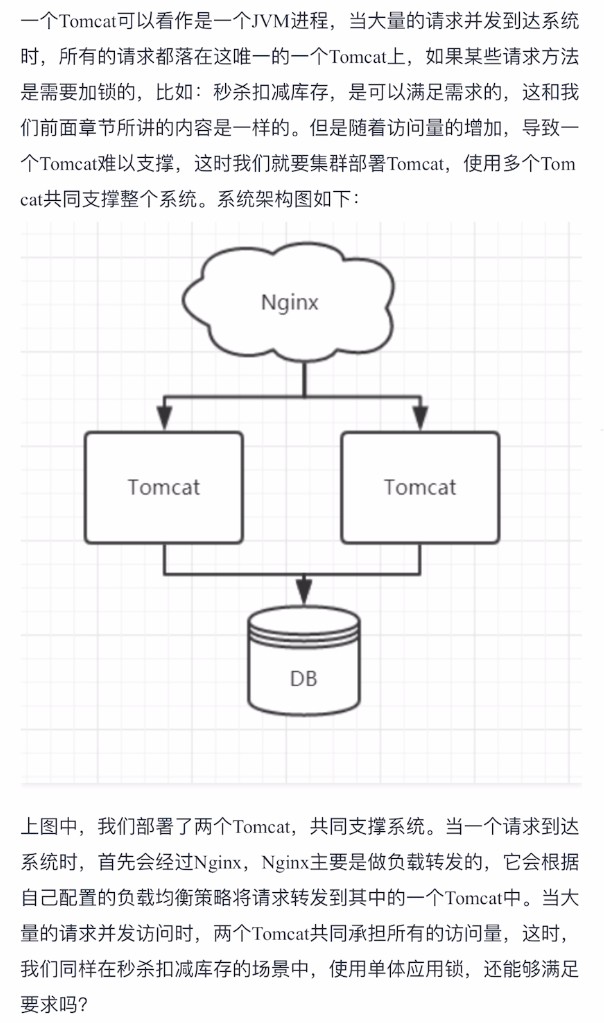 一个Tomcat可以看作是一个JVM进程，当大量的请求并发到达系统
时，所有的请求都落在这唯一的一个Tomcat上，如果某些请求方法
是需要加锁的，比如：秒杀扣减库存，是可以满足需求的，这和我
们前面章节所讲的内容是一样的。但是随着访问量的增加，导致一
个Tomcat难以支撑，这时我们就要集群部署Tomcat，使用多个Tom
cat共同支撑整个系统。系统架构图如下：
Nginx
Tomcat
Tomcat
DB
上图中，我们部署了两个Tomcat，共同支撑系统。当一个请求到达
系统时，首先会经过Nginx，Nginx主要是做负载转发的，它会根据
自己配置的负载均衡策略将请求转发到其中的一个Tomcat中。当大
量的请求并发访问时，两个Tomcat共同承担所有的访问量，这时，
我们同样在秒杀扣减库存的场景中，使用单体应用锁，还能够满足
要求吗？